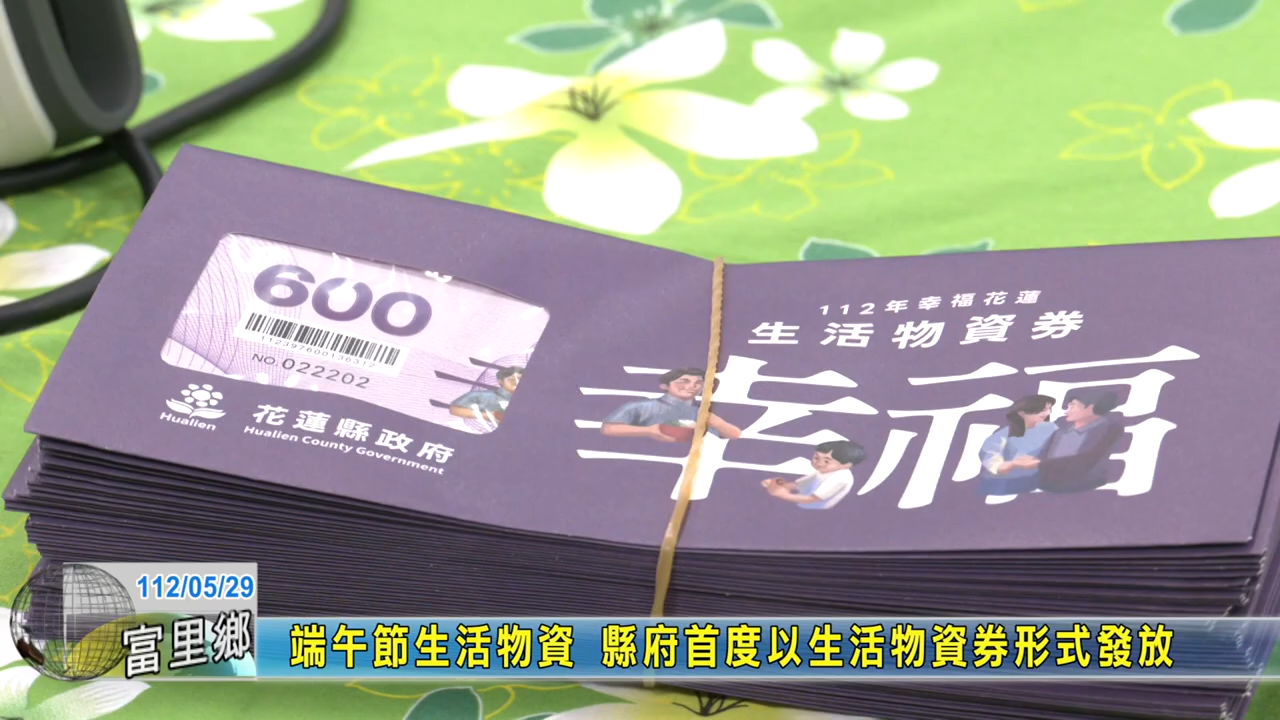 600
NO.022202
Hualien
花蓮縣政府
Hualien County Government
112年幸福花蓮
生活物資券
幸福
112/05/29
富里鄉
端午節生活物資 縣府首度以生活物資券形式發放